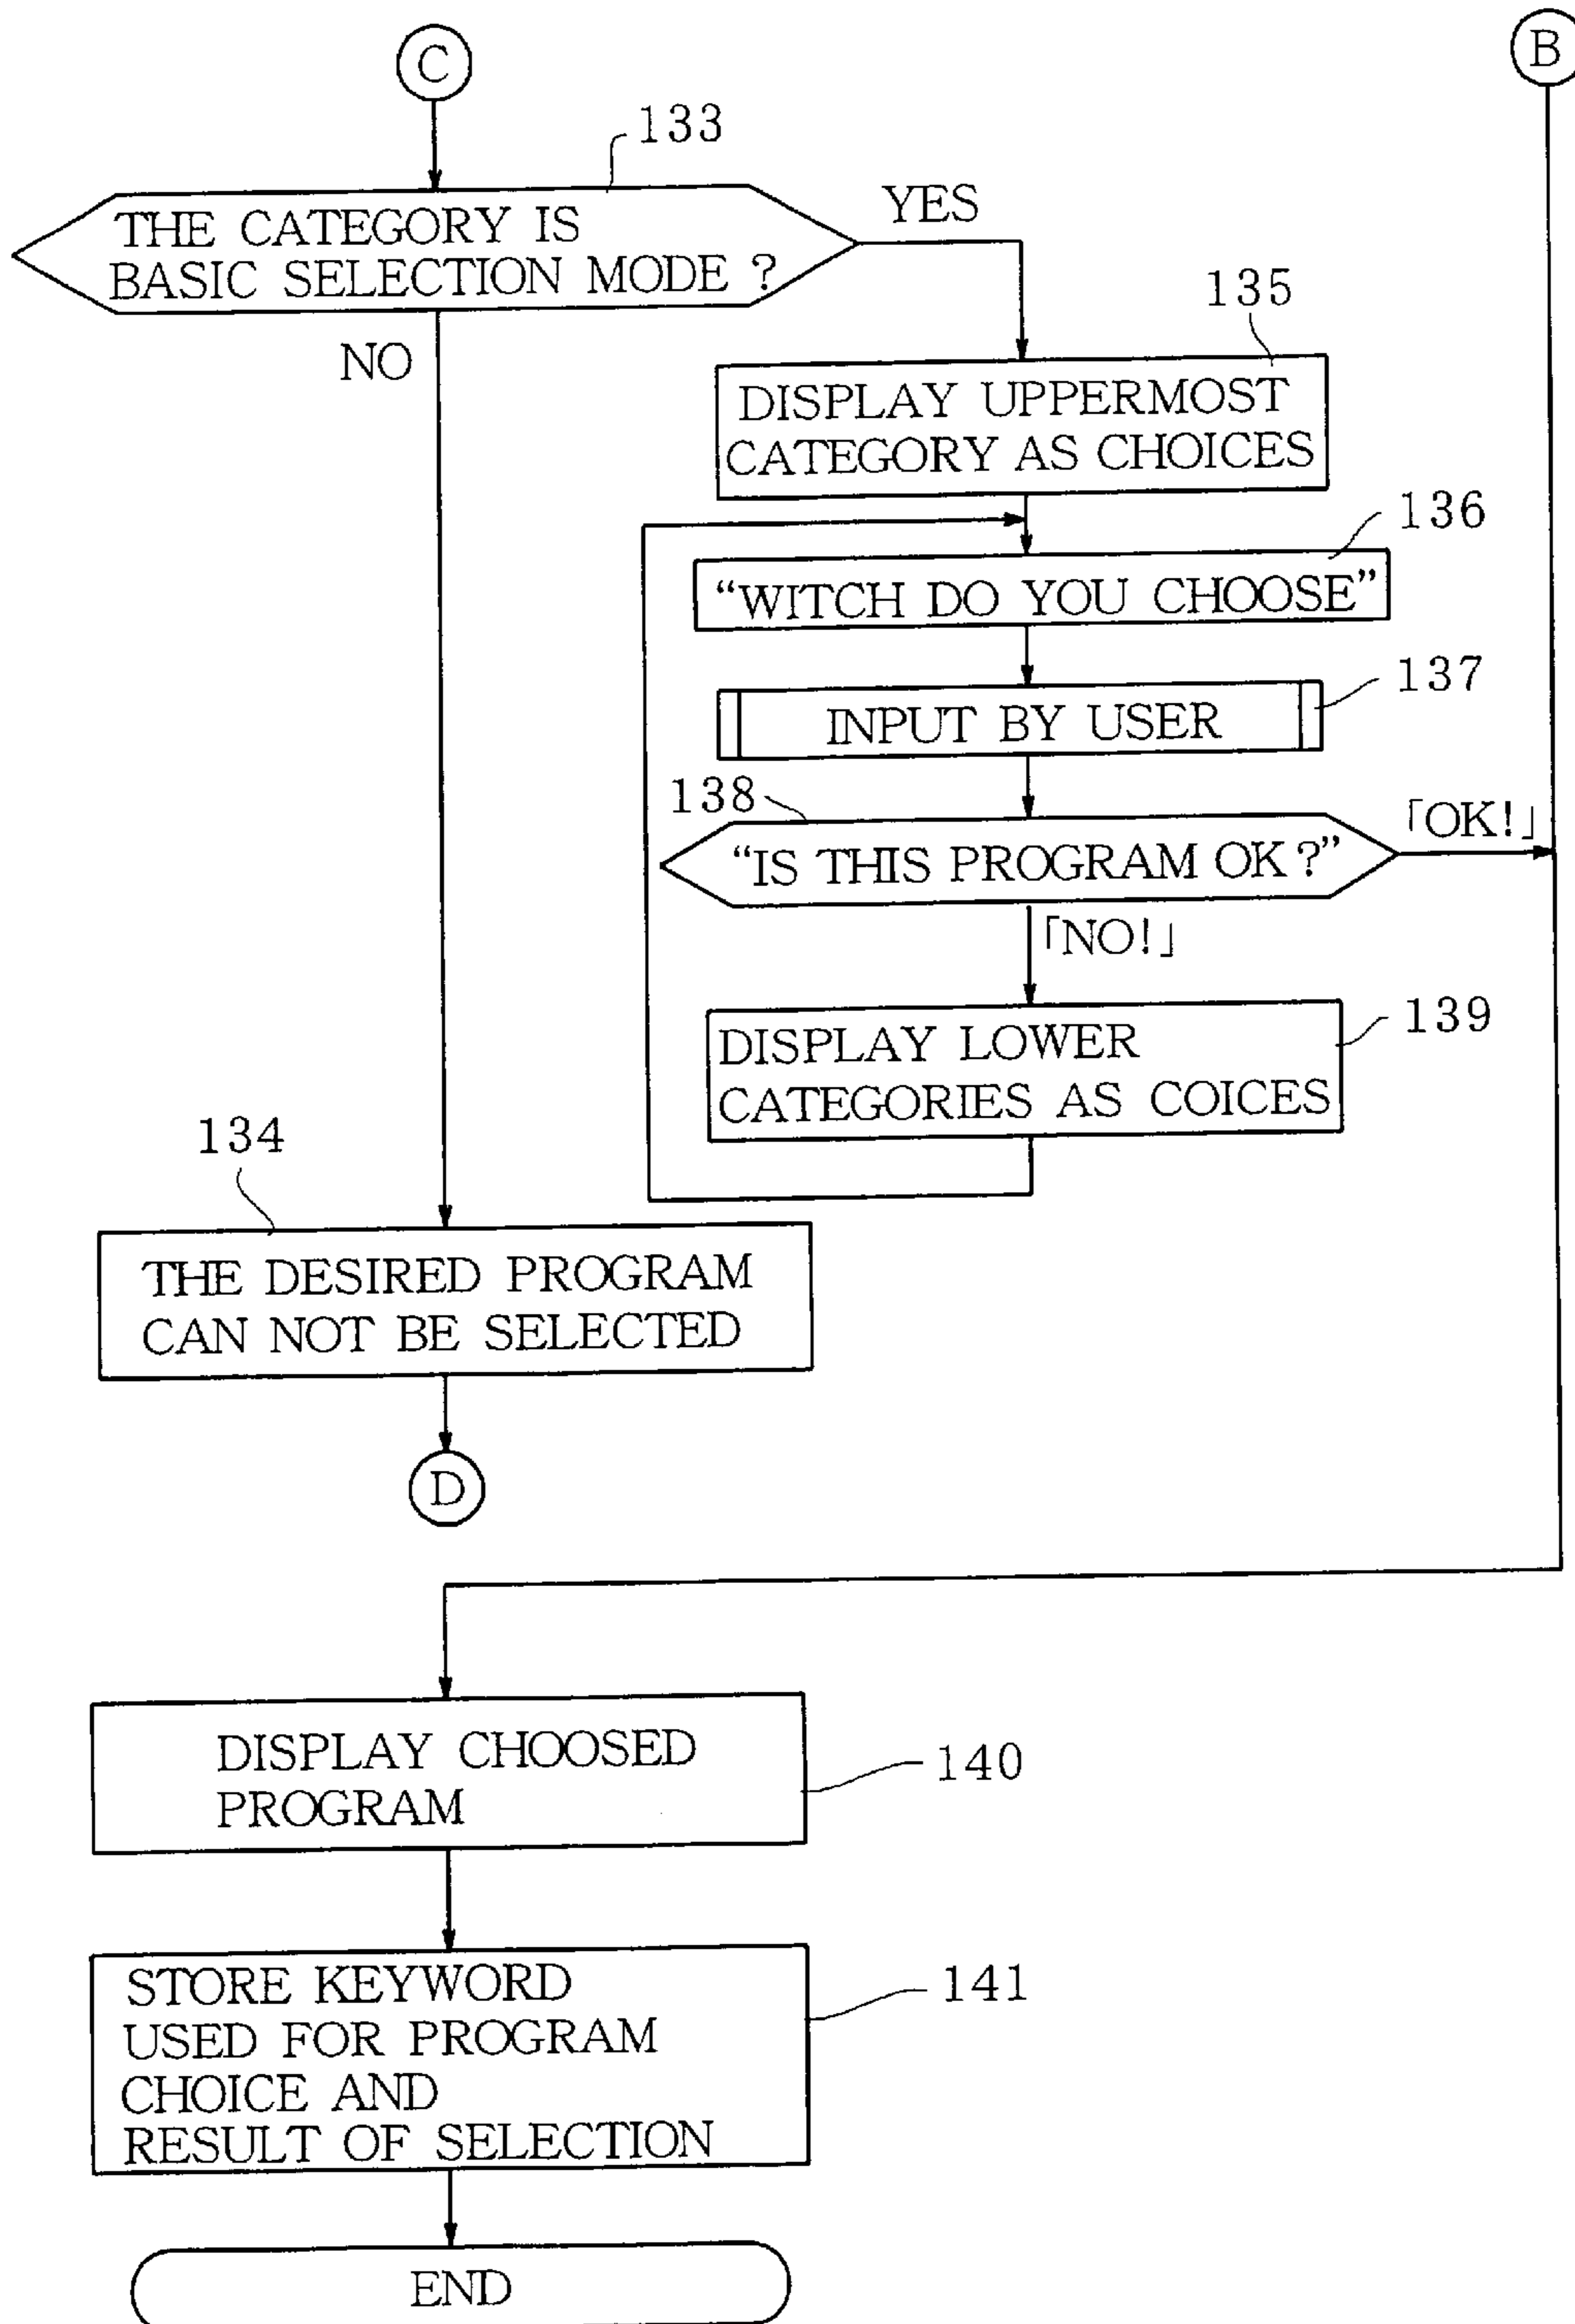 C
B
133
THE CATEGORY IS
BASIC SELECTION MODE ?
YES
NO
135
DISPLAY UPPERMOST
CATEGORY AS CHOICES
136
“WITCH DO YOU CHOOSE”
137
INPUT BY USER
138
“IS THIS PROGRAM OK ?”
「OK!」
「NO!」
139
DISPLAY LOWER
CATEGORIES AS COICES
134
THE DESIRED PROGRAM
CAN NOT BE SELECTED
D
DISPLAY CHOOSED
PROGRAM
140
STORE KEYWORD
USED FOR PROGRAM
CHOICE AND
RESULT OF SELECTION
141
END